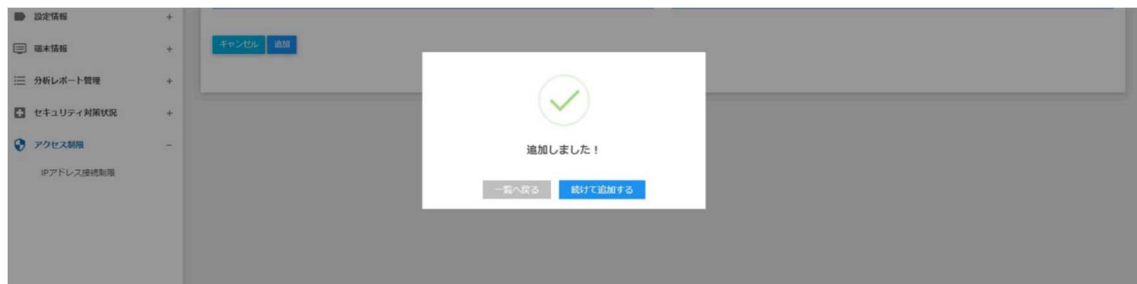 設定情報 +
キャンセル 追加
端末情報 +
分析レポート管理 +
セキュリティ対策状況 +
アクセス制限 −
IPアドレス接続制限
追加しました！
一覧へ戻る 続けて追加する